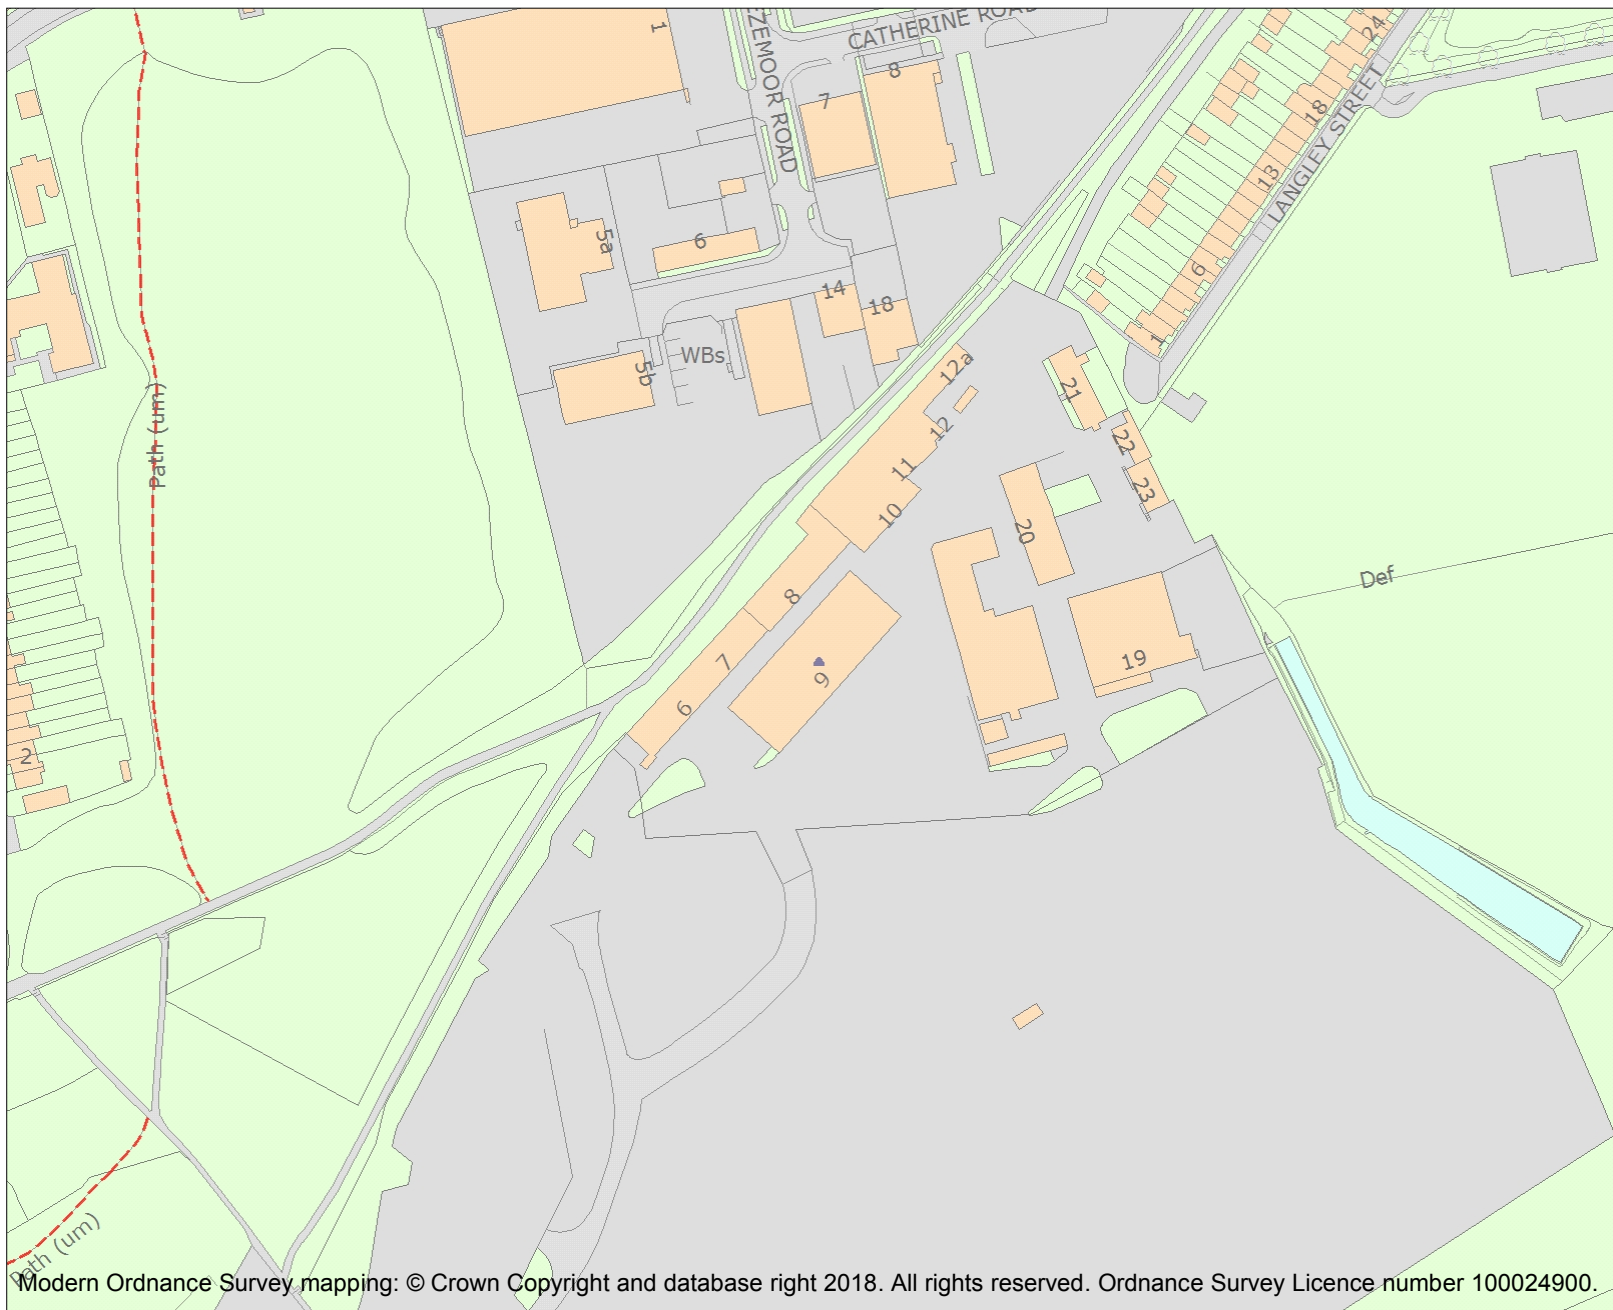 1
CATHERINE ROAD
24
EZEMOOR ROAD
8
7
18
LANGLEY STREET
13
5a
6
6
14
18
1
WBs
5b
12a
21
Path (um)
12
22
11
23
10
20
Def
8
7
9
19
6
2
Path (um)
Modern Ordnance Survey mapping: © Crown Copyright and database right 2018. All rights reserved. Ordnance Survey Licence number 100024900.